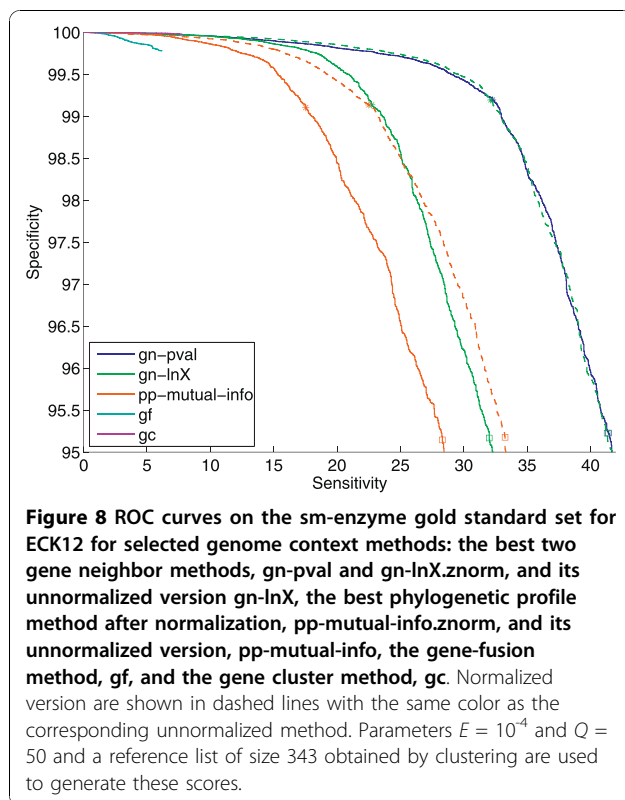 100
99.5
99
98.5
98
97.5
97
96.5
96
95.5
95
Specificity
gn-pval
gn-lnX
pp-mutual-info
gf
gc
0 5 10 15 20 25 30 35 40
Sensitivity
Figure 8 ROC curves on the sm-enzyme gold standard set for
ECK12 for selected genome context methods: the best two
gene neighbor methods, gn-pval and gn-lnX.znorm, and its
unnormalized version gn-lnX, the best phylogenetic profile
method after normalization, pp-mutual-info.znorm, and its
unnormalized version, pp-mutual-info, the gene-fusion
method, gf, and the gene cluster method, gc. Normalized
version are shown in dashed lines with the same color as the
corresponding unnormalized method. Parameters E = 10⁻⁴ and Q =
50 and a reference list of size 343 obtained by clustering are used
to generate these scores.